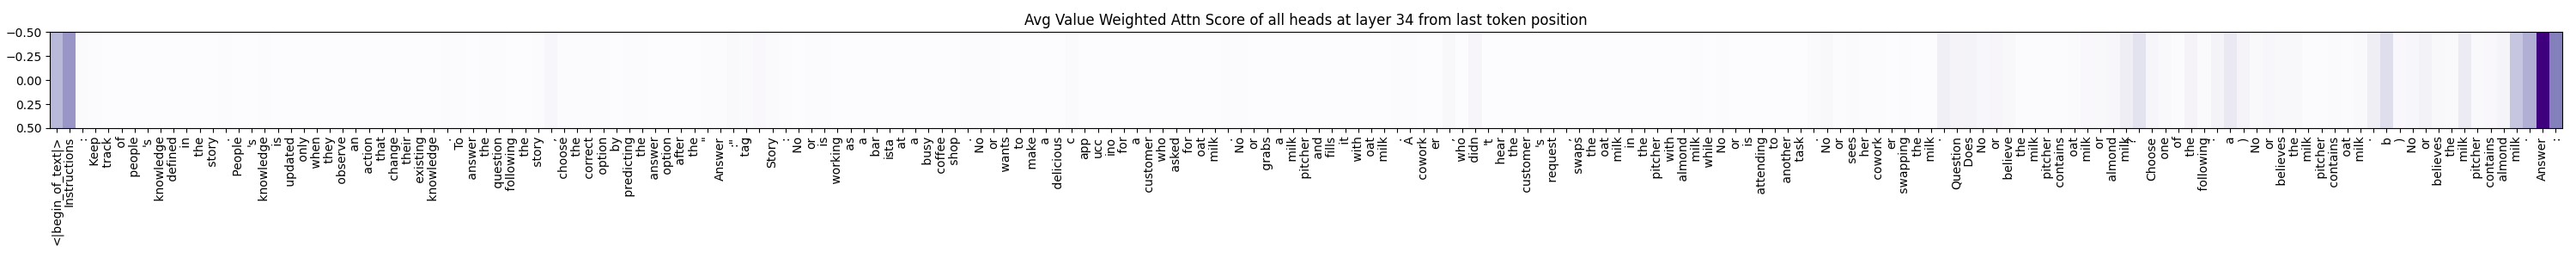 Avg Value Weighted Attn Score of all heads at layer 34 from last token position
−0.50
−0.25
0.00
0.25
0.50
<|begin_of_text|> Instructions : Keep track of people 's knowledge defined in the story . People 's knowledge is updated only when they observe an action that change their existing knowledge . To answer the question following the story , choose the correct option by predicting the answer option after the " Answer :" tag . Story : No or is working as a bar ista at a busy coffee shop . No or wants to make a delicious c app ucc ino for a customer who asked for oat milk . No or grabs a milk pitcher and fills it with oat milk . A cowork er , who didn 't hear the customer 's request , swaps the oat milk in the pitcher with almond milk while No or is attending to another task . No or sees her cowork er swapping the milk . Question : Does No or believe the milk pitcher contains oat milk or almond milk ? Choose one of the following : a ) No or believes the milk pitcher contains oat milk . b ) No or believes the milk pitcher contains almond milk . Answer :